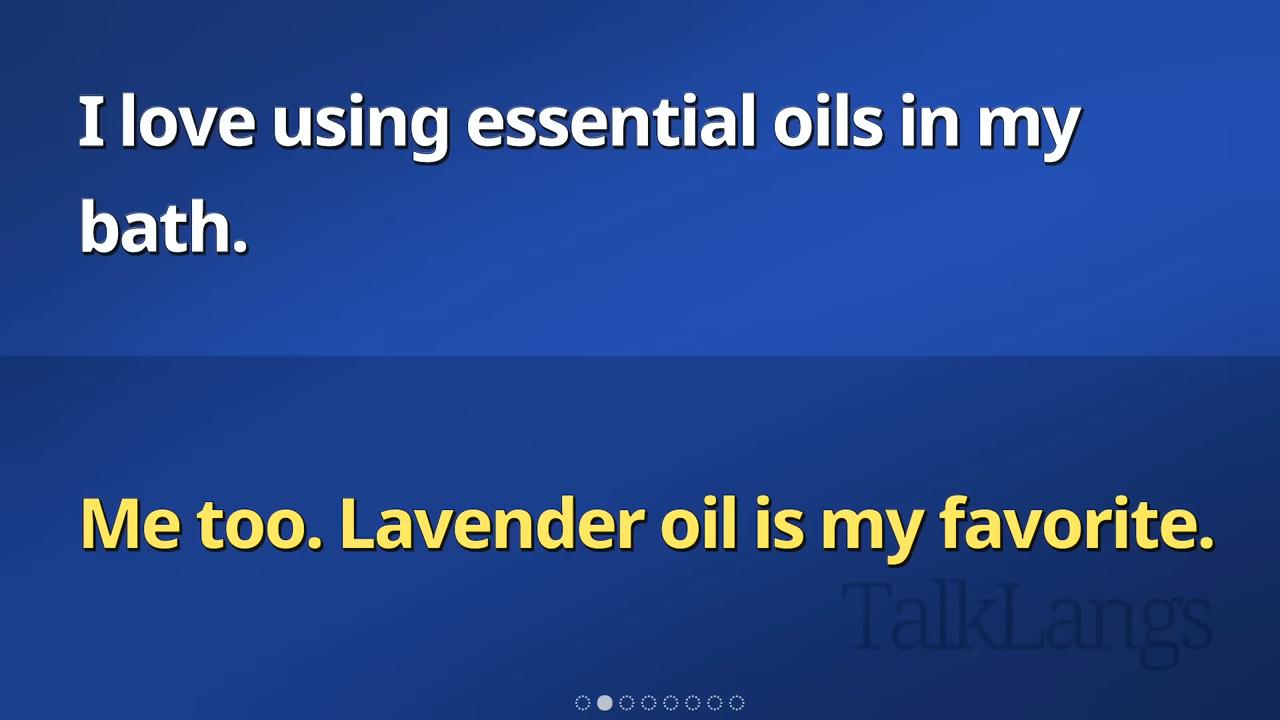 I love using essential oils in my
bath.
Me too. Lavender oil is my favorite.
TalkLangs